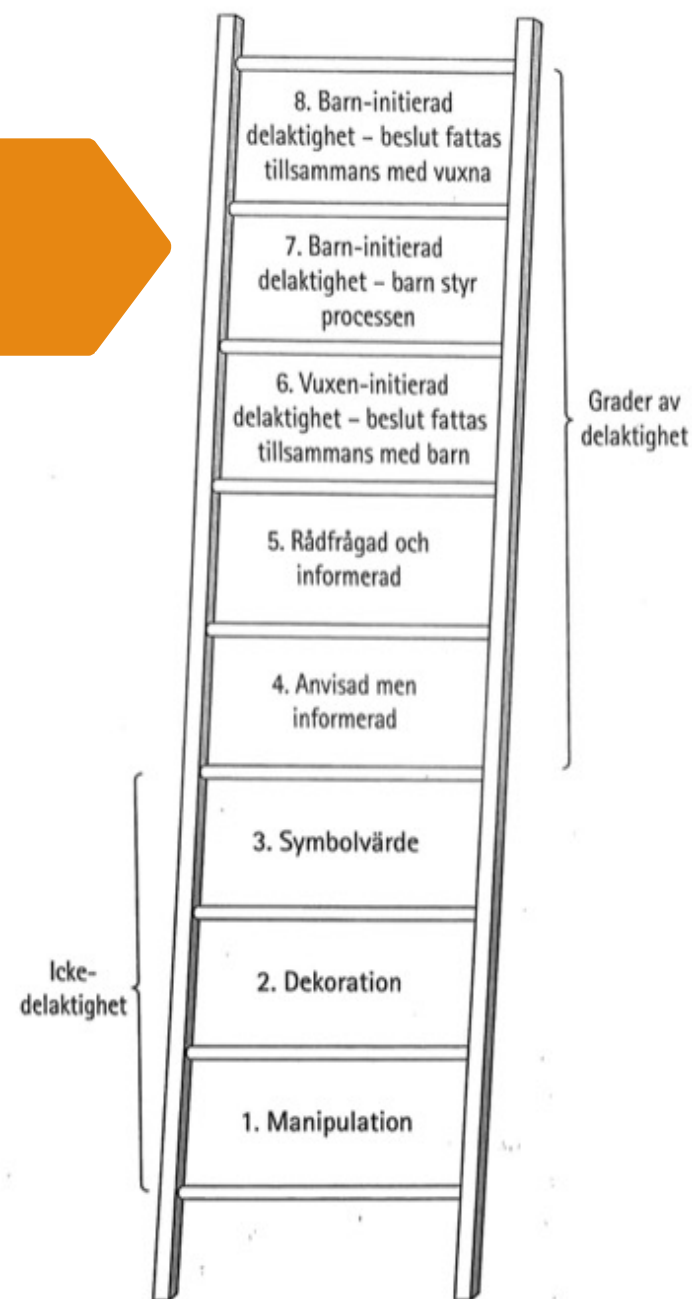 8. Barn-initierad
delaktighet – beslut fattas
tillsammans med vuxna
7. Barn-initierad
delaktighet – barn styr
processen
6. Vuxen-initierad
delaktighet – beslut fattas
tillsammans med barn
Grader av
delaktighet
5. Rådfrågad och
informerad
4. Anvisad men
informerad
3. Symbolvärde
2. Dekoration
Icke-
delaktighet
1. Manipulation